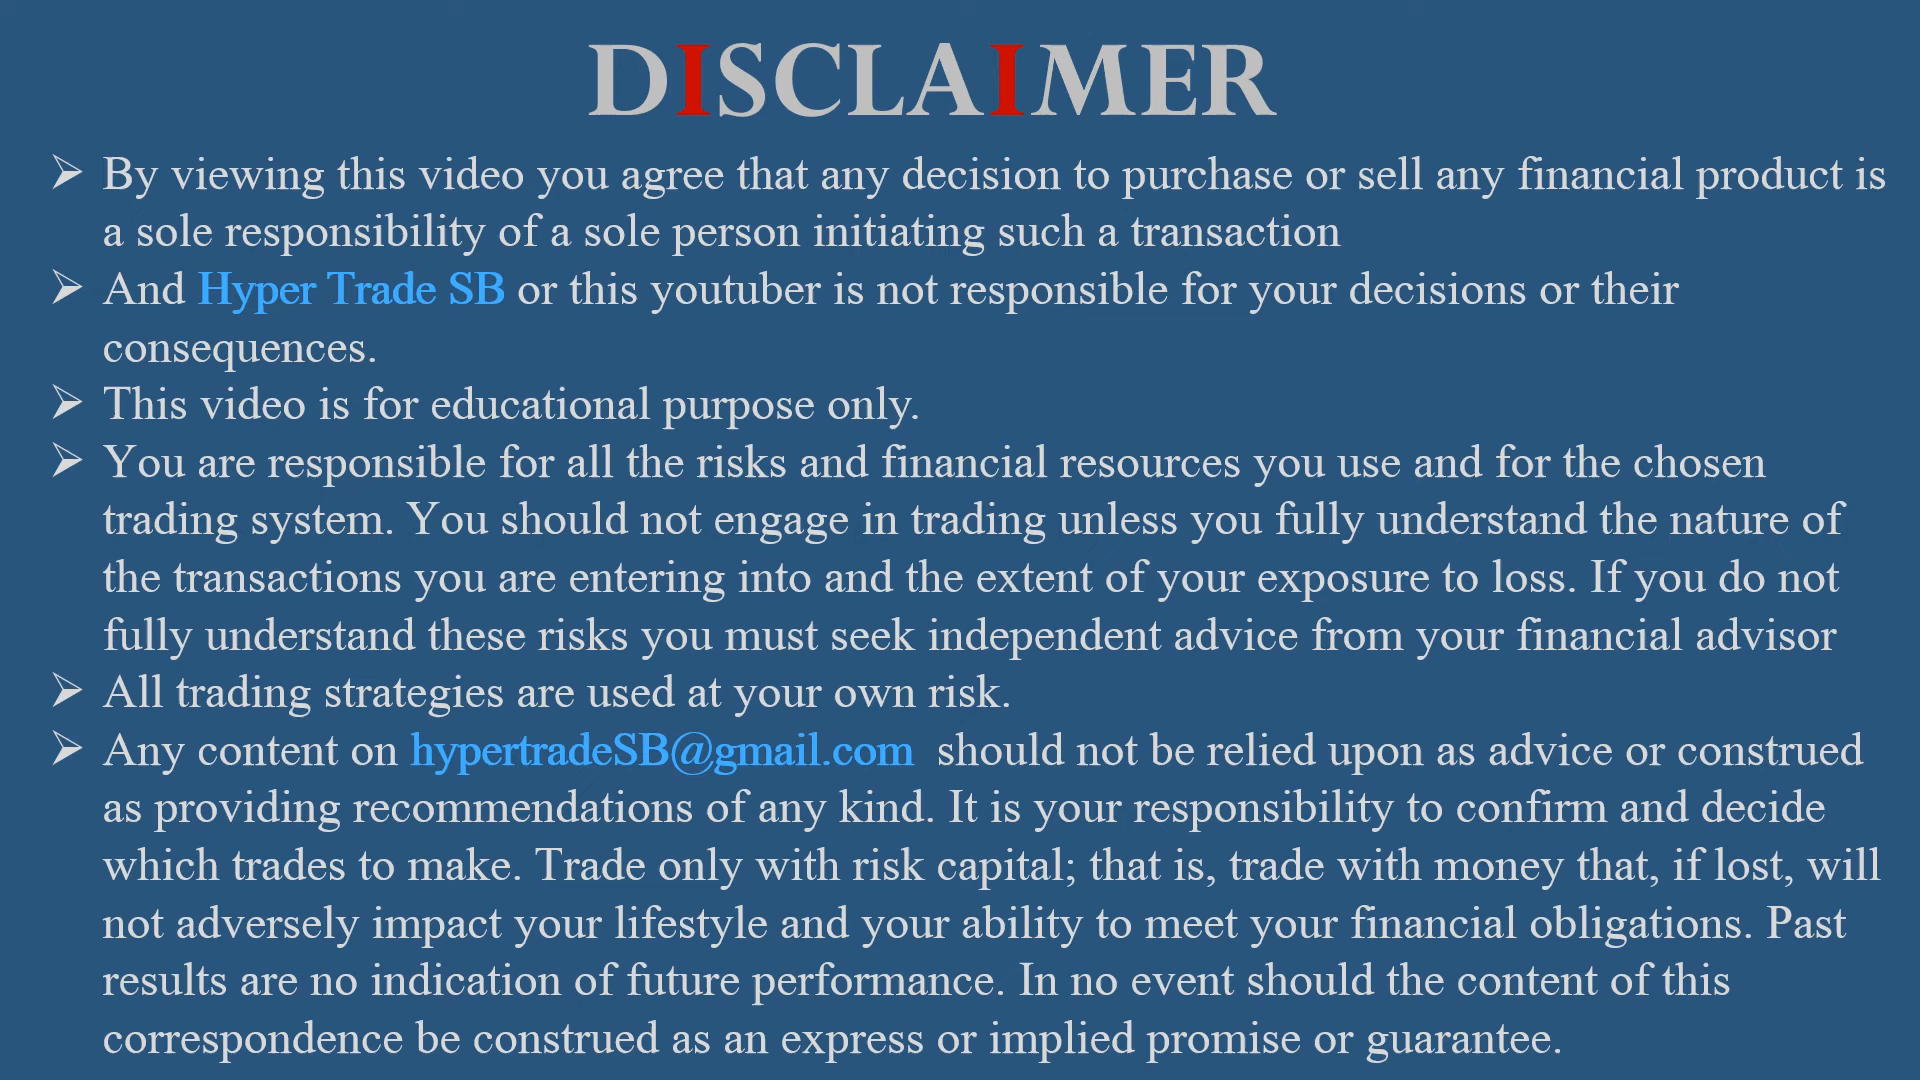 DISCLAIMER
➢ By viewing this video you agree that any decision to purchase or sell any financial product is
a sole responsibility of a sole person initiating such a transaction
➢ And Hyper Trade SB or this youtuber is not responsible for your decisions or their
consequences.
➢ This video is for educational purpose only.
➢ You are responsible for all the risks and financial resources you use and for the chosen
trading system. You should not engage in trading unless you fully understand the nature of
the transactions you are entering into and the extent of your exposure to loss. If you do not
fully understand these risks you must seek independent advice from your financial advisor
➢ All trading strategies are used at your own risk.
➢ Any content on hypertradeSB@gmail.com should not be relied upon as advice or construed
as providing recommendations of any kind. It is your responsibility to confirm and decide
which trades to make. Trade only with risk capital; that is, trade with money that, if lost, will
not adversely impact your lifestyle and your ability to meet your financial obligations. Past
results are no indication of future performance. In no event should the content of this
correspondence be construed as an express or implied promise or guarantee.